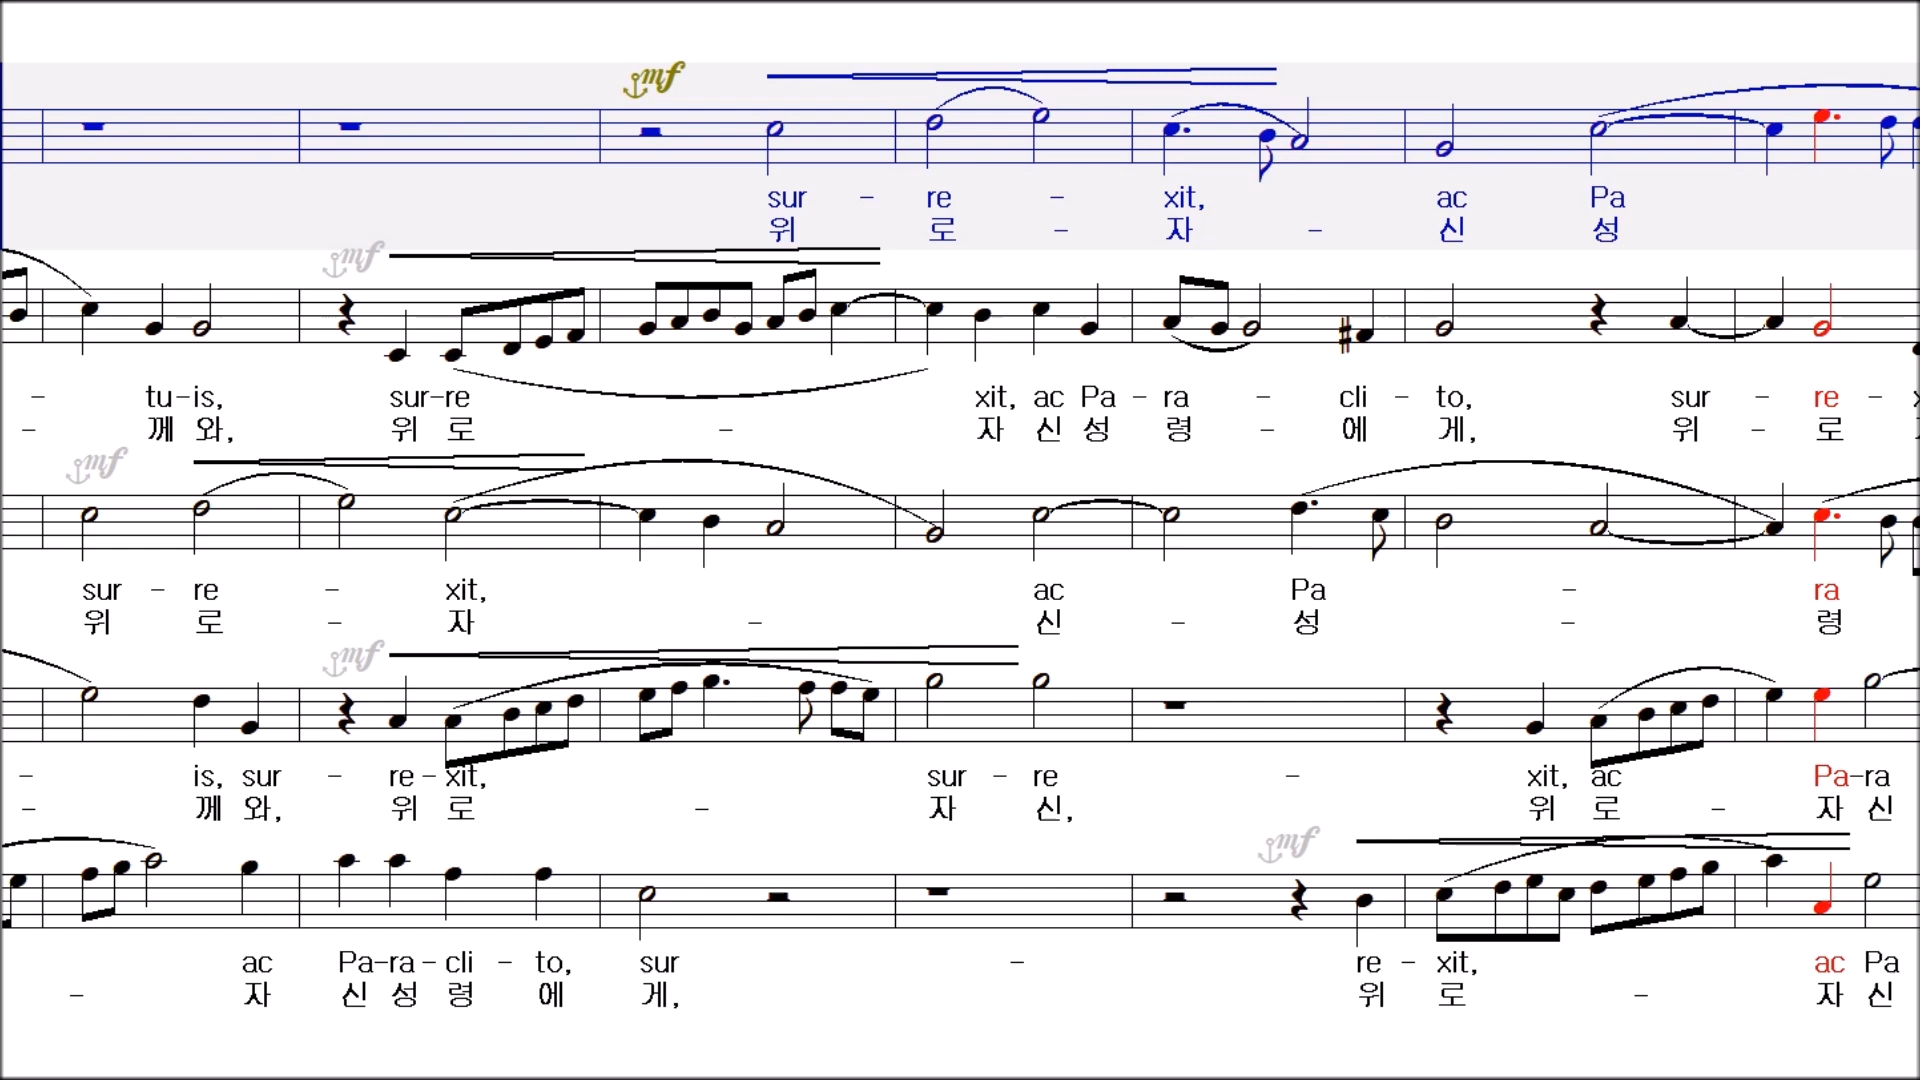 mf
sur - re - xit, ac Pa
위 로 - 자 - 신 성
mf
- tu-is, sur-re xit, ac Pa - ra - cli - to, sur - re -
- 께 와, 위 로 - 자 신 성 령 - 에 게, 위 - 로
mf
sur - re - xit, ac Pa - ra
위 로 - 자 - 신 - 성 - 령
mf
- is, sur - re - xit, sur - re - xit, ac Pa-ra
- 께 와, 위 로 - 자 신, 위 로 - 자 신
mf
ac Pa-ra-cli - to, sur - re - xit, ac Pa
- 자 신 성 령 에 게, 위 로 - 자 신